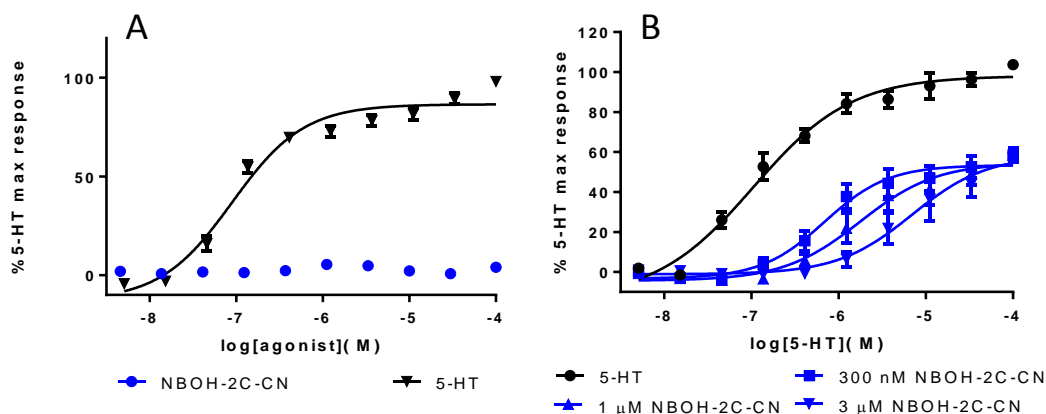 A
% 5-HT max response
100
50
0
-8 -7 -6 -5 -4
log[agonist]( M)
NBOH-2C-CN 5-HT
B
% 5-HT max response
120
100
80
60
40
20
0
-8 -7 -6 -5 -4
log[5-HT]( M)
5-HT 300 nM NBOH-2C-CN
1 μM NBOH-2C-CN 3 μM NBOH-2C-CN